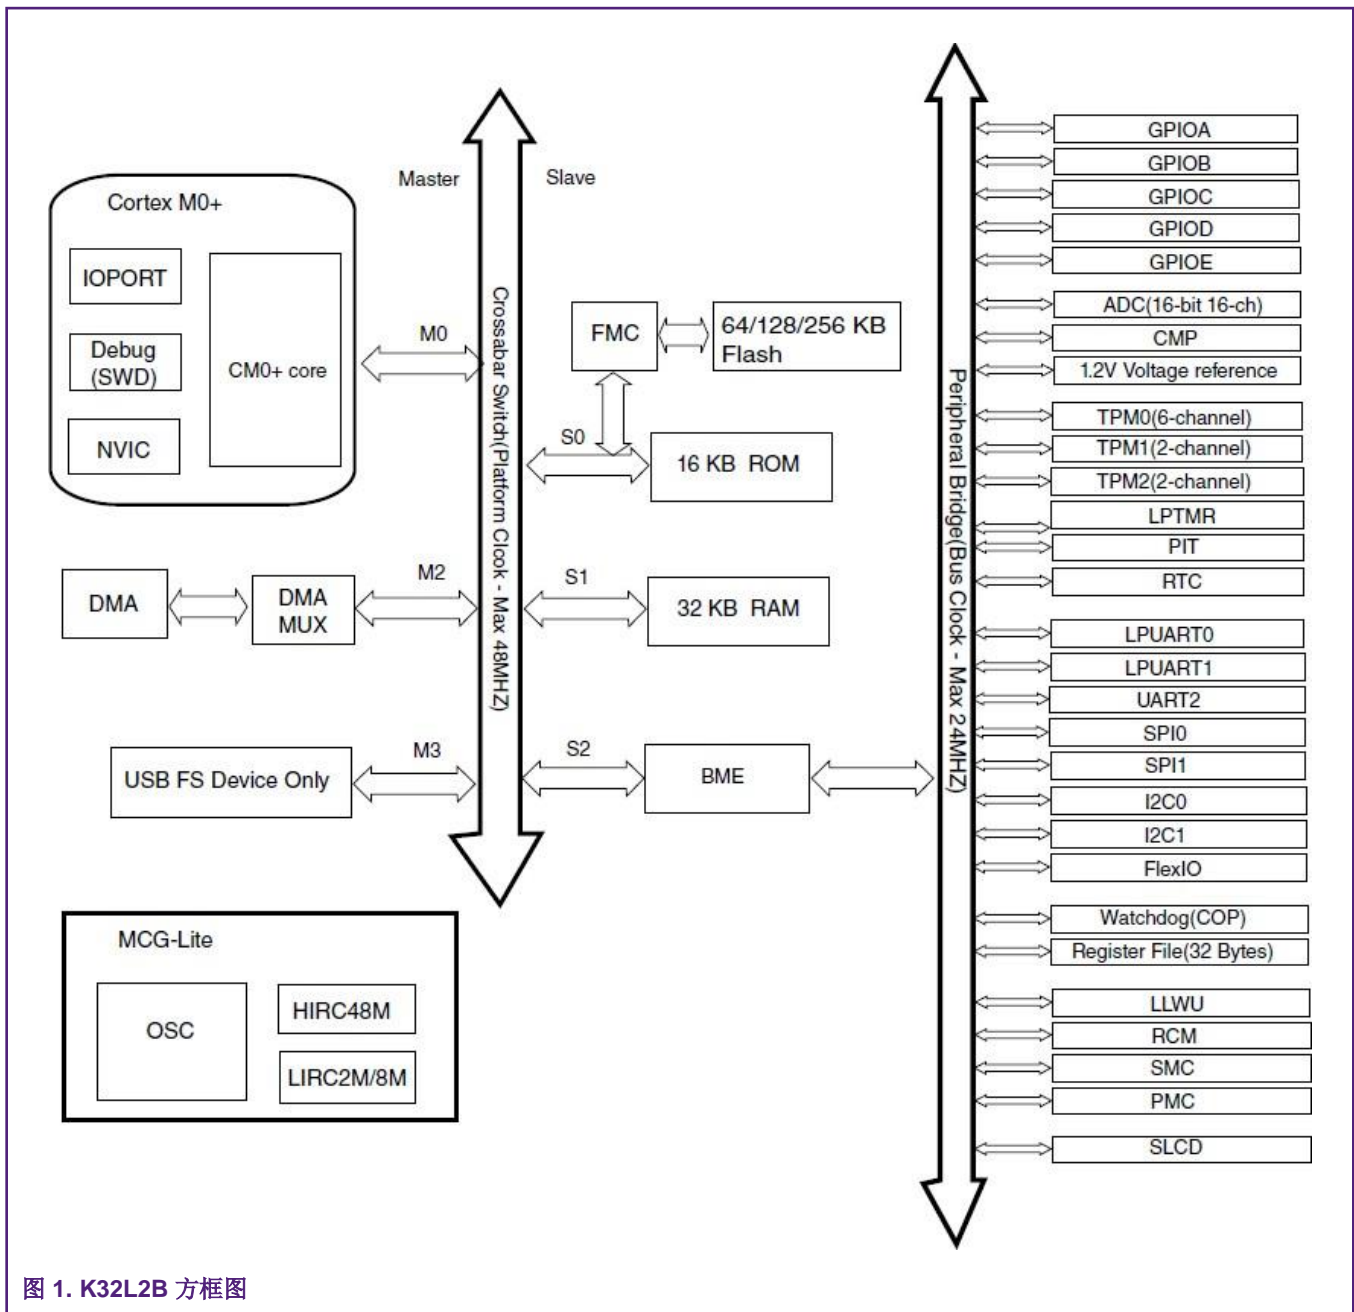 Cortex M0+
IOPORT
Debug
(SWD)
NVIC
CM0+ core
Master
Slave
M0
Crossabar Switch(Platform Clook - Max 48MHZ)
FMC
64/128/256 KB
Flash
S0
16 KB ROM
DMA
DMA
MUX
M2
S1
32 KB RAM
USB FS Device Only
M3
S2
BME
MCG-Lite
OSC
HIRC48M
LIRC2M/8M
Peripheral Bridge(Bus Clock - Max 24MHZ)
GPIOA
GPIOB
GPIOC
GPIOD
GPIOE
ADC(16-bit 16-ch)
CMP
1.2V Voltage reference
TPM0(6-channel)
TPM1(2-channel)
TPM2(2-channel)
LPTMR
PIT
RTC
LPUART0
LPUART1
UART2
SPI0
SPI1
I2C0
I2C1
FlexIO
Watchdog(COP)
Register File(32 Bytes)
LLWU
RCM
SMC
PMC
SLCD
图 1. K32L2B 方框图